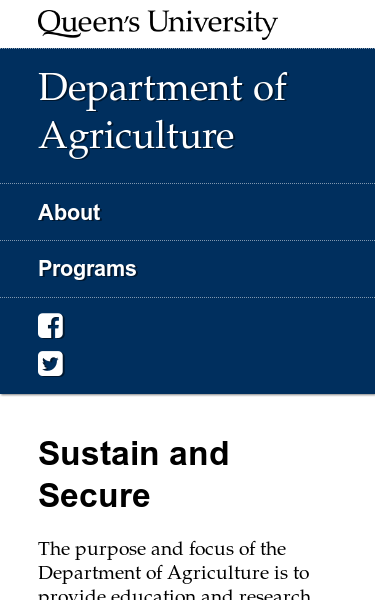 Queen's University
Department of
Agriculture
About
Programs
Sustain and
Secure
The purpose and focus of the
Department of Agriculture is to
provide education and research